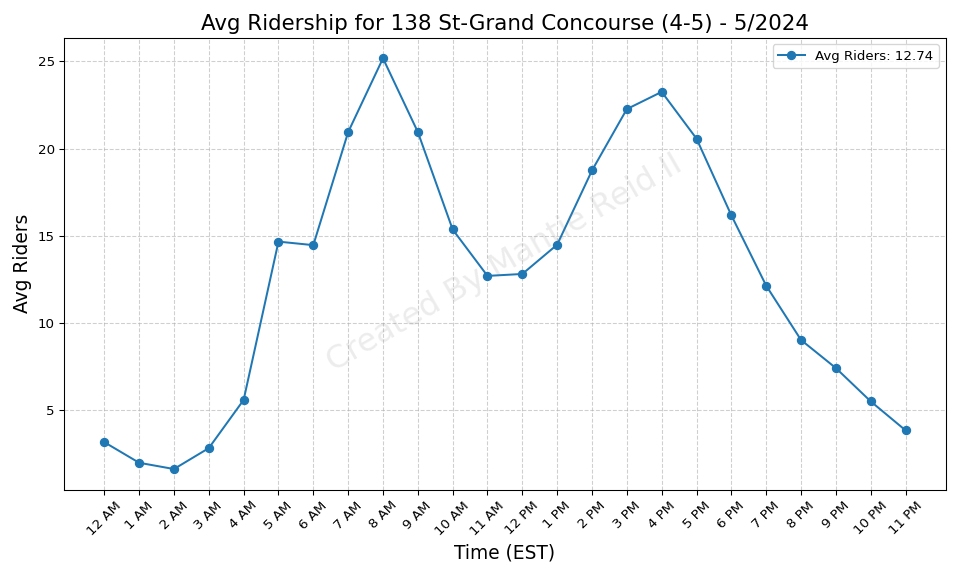 Avg Ridership for 138 St-Grand Concourse (4-5) - 5/2024
Avg Riders: 12.74
25
20
15
10
5
Avg Riders
Created By Mantie Reid II
12 AM
1 AM
2 AM
3 AM
4 AM
5 AM
6 AM
7 AM
8 AM
9 AM
10 AM
11 AM
12 PM
1 PM
2 PM
3 PM
4 PM
5 PM
6 PM
7 PM
8 PM
9 PM
10 PM
11 PM
Time (EST)